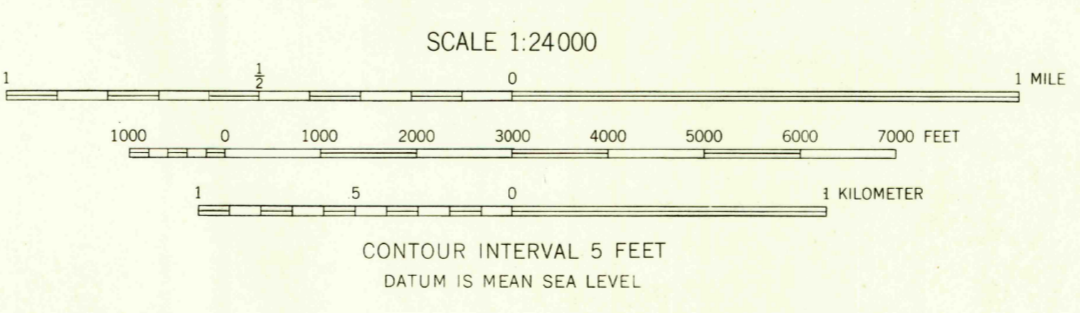 SCALE 1:24000
1 1/2 0 1 MILE
1000 0 1000 2000 3000 4000 5000 6000 7000 FEET
1 .5 0 1 KILOMETER
CONTOUR INTERVAL 5 FEET
DATUM IS MEAN SEA LEVEL